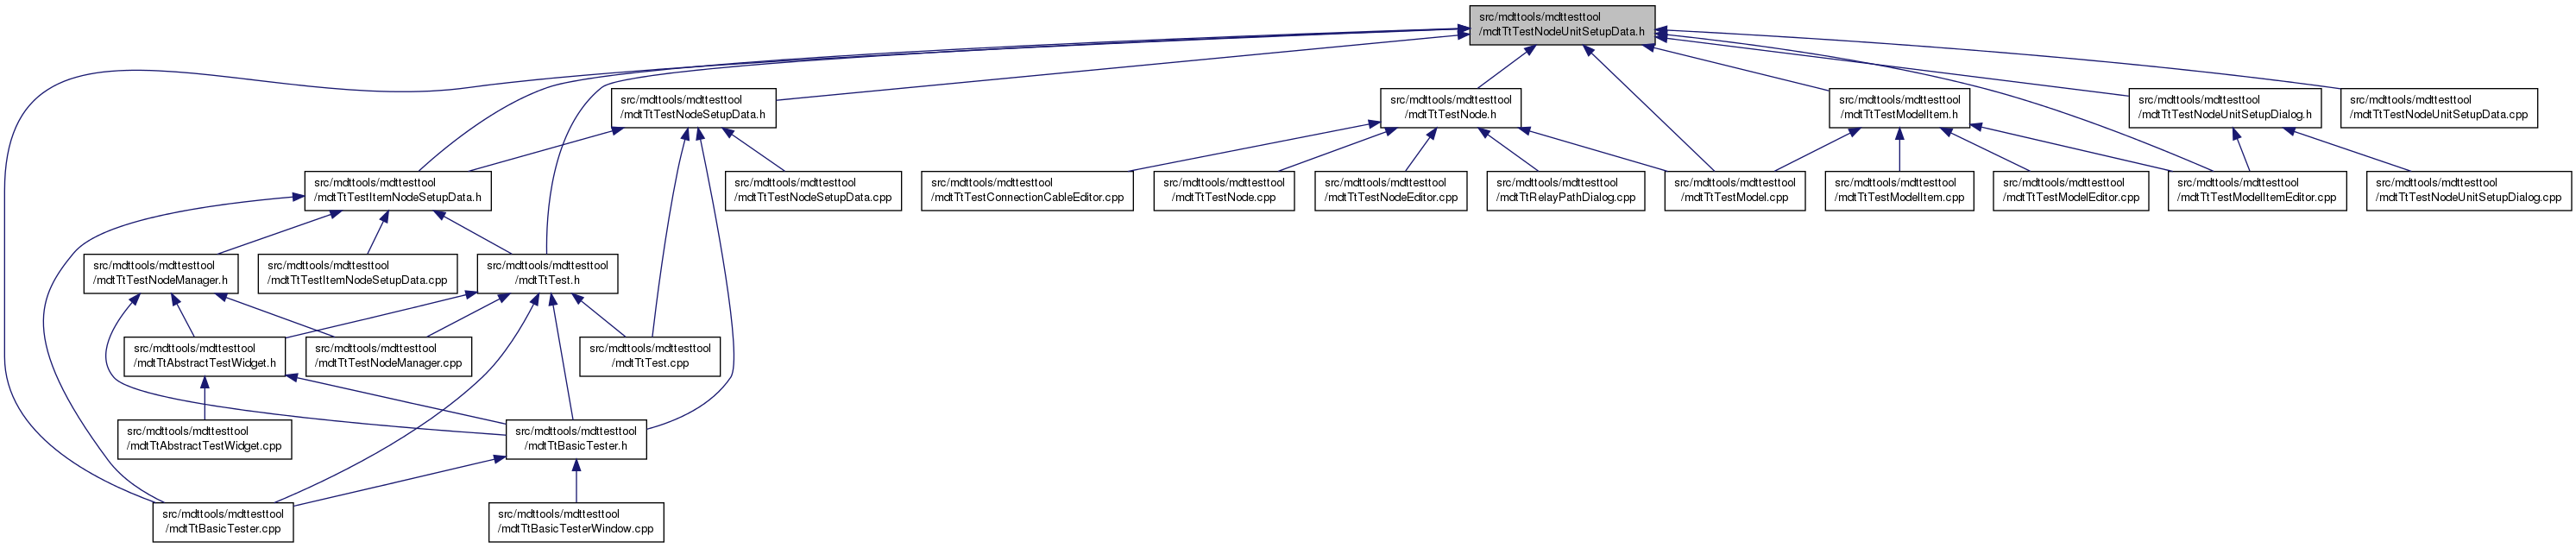 src/mdttools/mdttesttool
/mdtTtTestNodeUnitSetupData.h
src/mdttools/mdttesttool
/mdtTtTestNodeSetupData.h
src/mdttools/mdttesttool
/mdtTtTestNode.h
src/mdttools/mdttesttool
/mdtTtTestModelItem.h
src/mdttools/mdttesttool
/mdtTtTestNodeUnitSetupDialog.h
src/mdttools/mdttesttool
/mdtTtTestNodeUnitSetupData.cpp
src/mdttools/mdttesttool
/mdtTtTestItemNodeSetupData.h
src/mdttools/mdttesttool
/mdtTtTestNodeSetupData.cpp
src/mdttools/mdttesttool
/mdtTtTestConnectionCableEditor.cpp
src/mdttools/mdttesttool
/mdtTtTestNode.cpp
src/mdttools/mdttesttool
/mdtTtTestNodeEditor.cpp
src/mdttools/mdttesttool
/mdtTtRelayPathDialog.cpp
src/mdttools/mdttesttool
/mdtTtTestModel.cpp
src/mdttools/mdttesttool
/mdtTtTestModelItem.cpp
src/mdttools/mdttesttool
/mdtTtTestModelEditor.cpp
src/mdttools/mdttesttool
/mdtTtTestModelItemEditor.cpp
src/mdttools/mdttesttool
/mdtTtTestNodeUnitSetupDialog.cpp
src/mdttools/mdttesttool
/mdtTtTestNodeManager.h
src/mdttools/mdttesttool
/mdtTtTestItemNodeSetupData.cpp
src/mdttools/mdttesttool
/mdtTtTest.h
src/mdttools/mdttesttool
/mdtTtAbstractTestWidget.h
src/mdttools/mdttesttool
/mdtTtTestNodeManager.cpp
src/mdttools/mdttesttool
/mdtTtTest.cpp
src/mdttools/mdttesttool
/mdtTtAbstractTestWidget.cpp
src/mdttools/mdttesttool
/mdtTtBasicTester.h
src/mdttools/mdttesttool
/mdtTtBasicTester.cpp
src/mdttools/mdttesttool
/mdtTtBasicTesterWindow.cpp